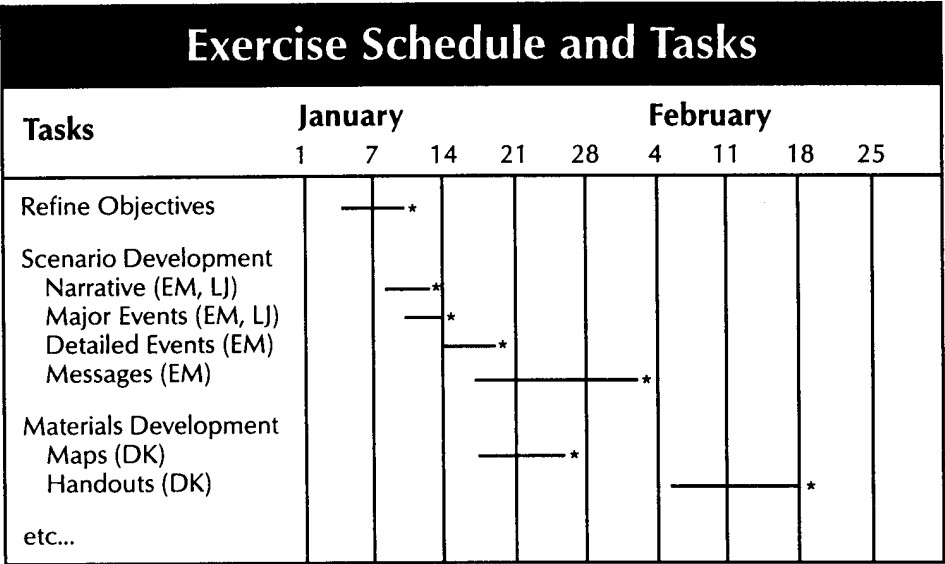 Exercise Schedule and Tasks
Tasks
January
February
1 7 14 21 28 4 11 18 25
Refine Objectives *
Scenario Development
Narrative (EM, LJ) *
Major Events (EM, LJ) *
Detailed Events (EM) *
Messages (EM) *
Materials Development
Maps (DK) *
Handouts (DK) *
etc...